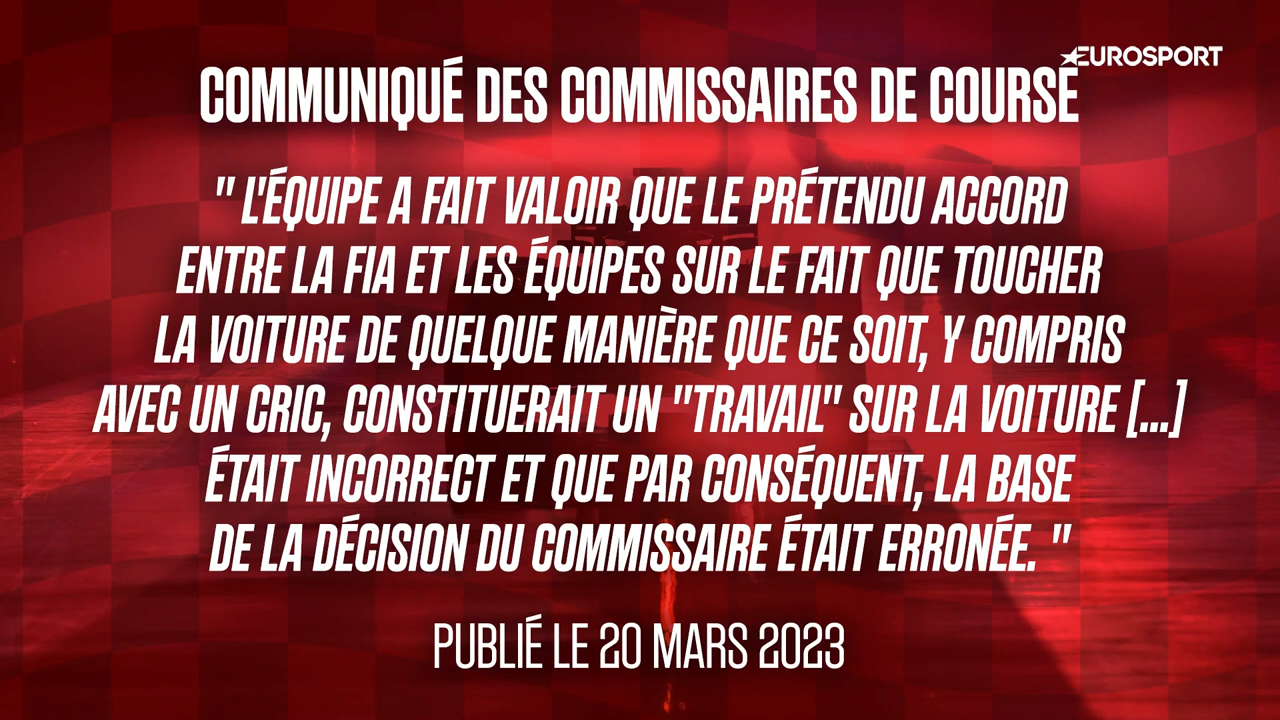 EUROSPORT
COMMUNIQUÉ DES COMMISSAIRES DE COURSE
" L'ÉQUIPE A FAIT VALOIR QUE LE PRÉTENDU ACCORD
ENTRE LA FIA ET LES ÉQUIPES SUR LE FAIT QUE TOUCHER
LA VOITURE DE QUELQUE MANIÈRE QUE CE SOIT, Y COMPRIS
AVEC UN CRIC, CONSTITUERAIT UN "TRAVAIL" SUR LA VOITURE [...]
ÉTAIT INCORRECT ET QUE PAR CONSÉQUENT, LA BASE
DE LA DÉCISION DU COMMISSAIRE ÉTAIT ERRONÉE. "
PUBLIÉ LE 20 MARS 2023